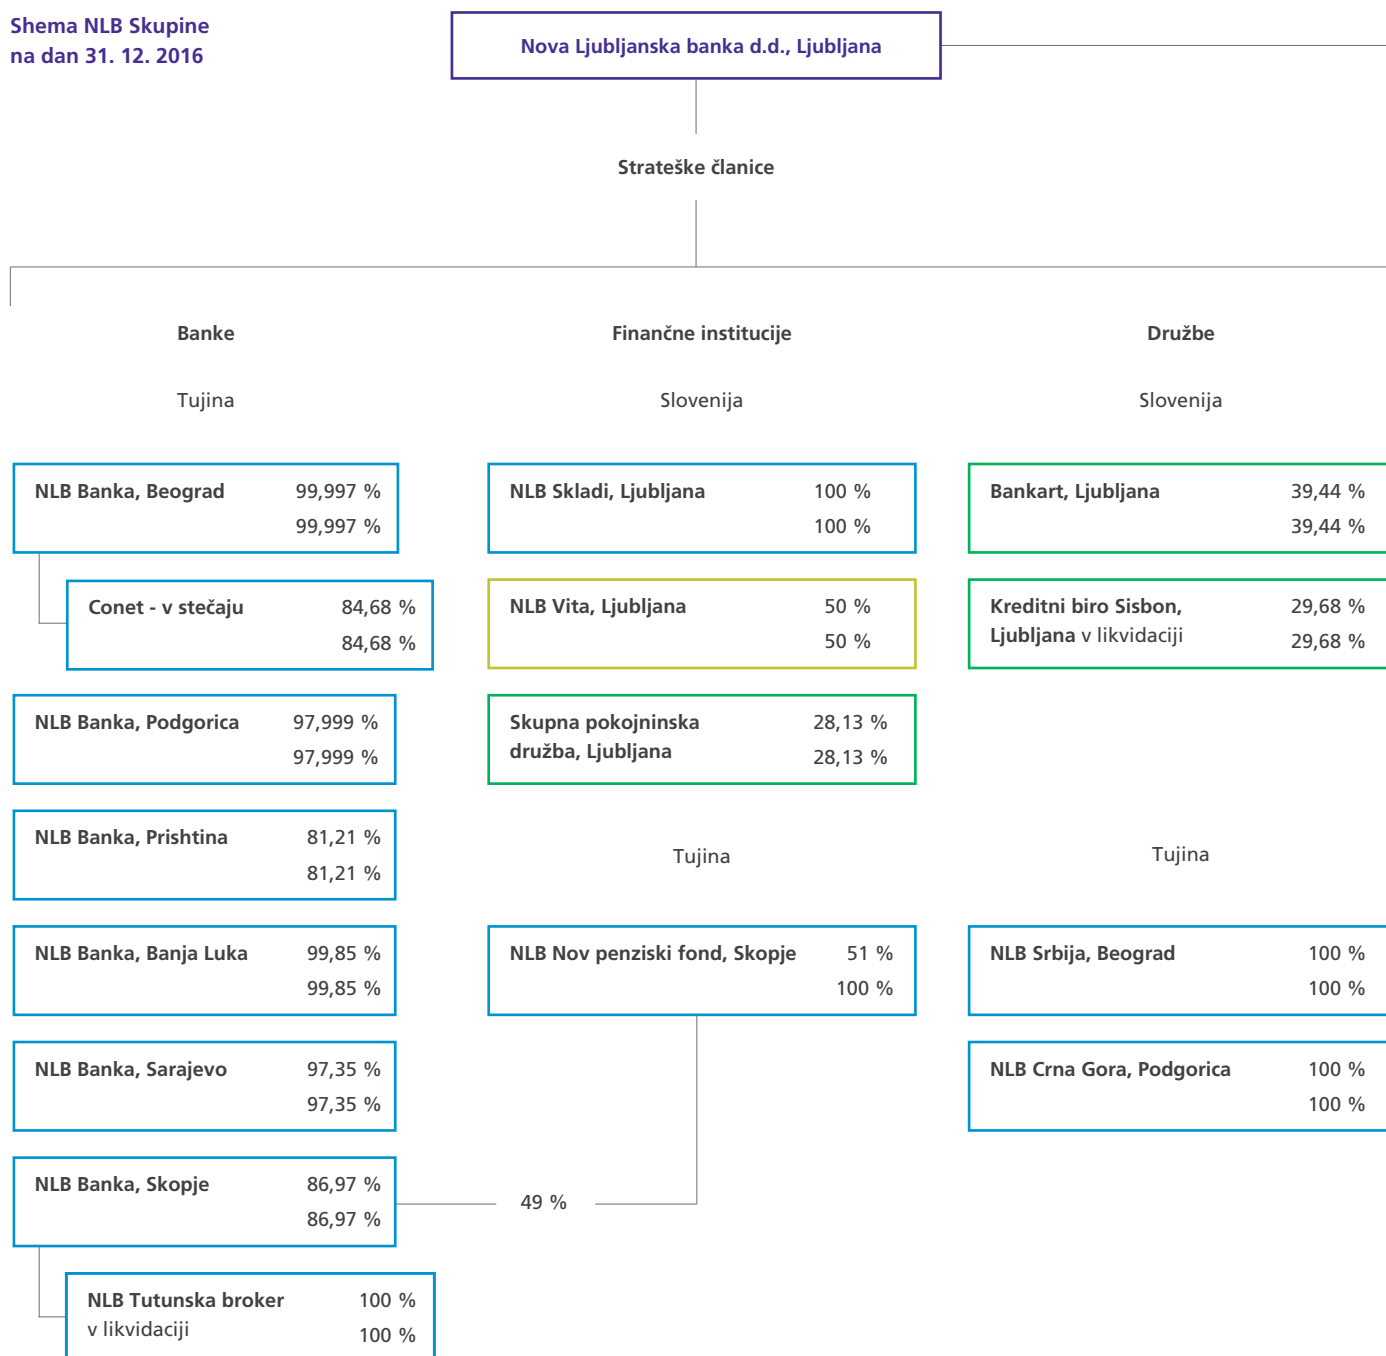 Shema NLB Skupine
na dan 31. 12. 2016
Nova Ljubljanska banka d.d., Ljubljana
Strateške članice
Banke
Tujina
NLB Banka, Beograd 99,997 %
99,997 %
Conet - v stečaju 84,68 %
84,68 %
NLB Banka, Podgorica 97,999 %
97,999 %
NLB Banka, Prishtina 81,21 %
81,21 %
NLB Banka, Banja Luka 99,85 %
99,85 %
NLB Banka, Sarajevo 97,35 %
97,35 %
NLB Banka, Skopje 86,97 %
86,97 %
49 %
NLB Tutunska broker 100 %
v likvidaciji 100 %
Finančne institucije
Slovenija
NLB Skladi, Ljubljana 100 %
100 %
NLB Vita, Ljubljana 50 %
50 %
Skupna pokojninska 28,13 %
družba, Ljubljana 28,13 %
Tujina
NLB Nov penziski fond, Skopje 51 %
100 %
Družbe
Slovenija
Bankart, Ljubljana 39,44 %
39,44 %
Kreditni biro Sisbon, 29,68 %
Ljubljana v likvidaciji 29,68 %
Tujina
NLB Srbija, Beograd 100 %
100 %
NLB Crna Gora, Podgorica 100 %
100 %